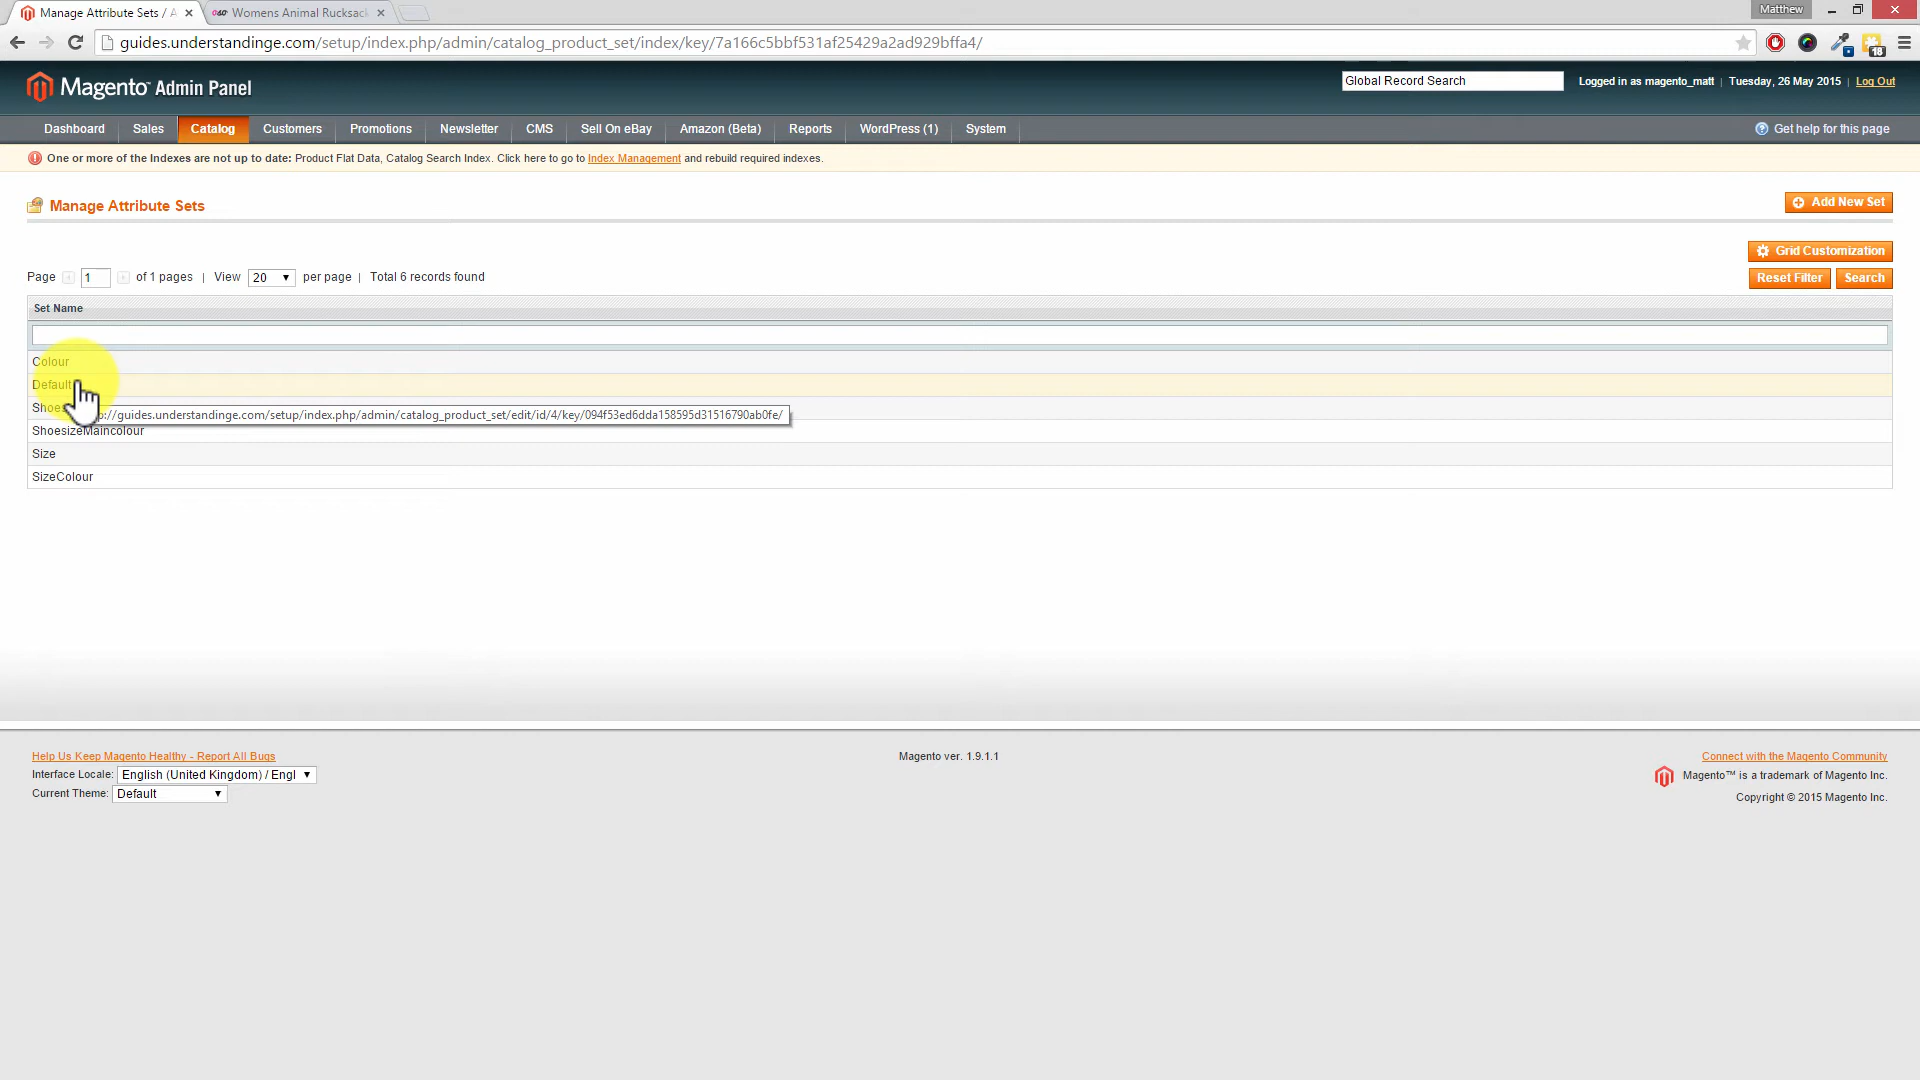 Manage Attribute Sets / A
Womens Animal Rucksack
Matthew
guides.understandinge.com/setup/index.php/admin/catalog_product_set/index/key/7a166c5bbf531af25429a2ad929bffa4/
18
Magento™ Admin Panel
Global Record Search
Logged in as magento_matt | Tuesday, 26 May 2015 | Log Out
Dashboard Sales Catalog Customers Promotions Newsletter CMS Sell On eBay Amazon (Beta) Reports WordPress (1) System Get help for this page
One or more of the Indexes are not up to date: Product Flat Data, Catalog Search Index. Click here to go to Index Management and rebuild required indexes.
Manage Attribute Sets
Add New Set
Grid Customization
Page 1 of 1 pages | View 20 per page | Total 6 records found
Reset Filter Search
Set Name
Colour
Default
://guides.understandinge.com/setup/index.php/admin/catalog_product_set/edit/id/4/key/094f53ed6dda158595d31516790ab0fe/
ShoesizeMaincolour
Size
SizeColour
Help Us Keep Magento Healthy - Report All Bugs
Magento ver. 1.9.1.1
Connect with the Magento Community
Interface Locale: English (United Kingdom) / Engl
Magento™ is a trademark of Magento Inc.
Current Theme: Default
Copyright © 2015 Magento Inc.